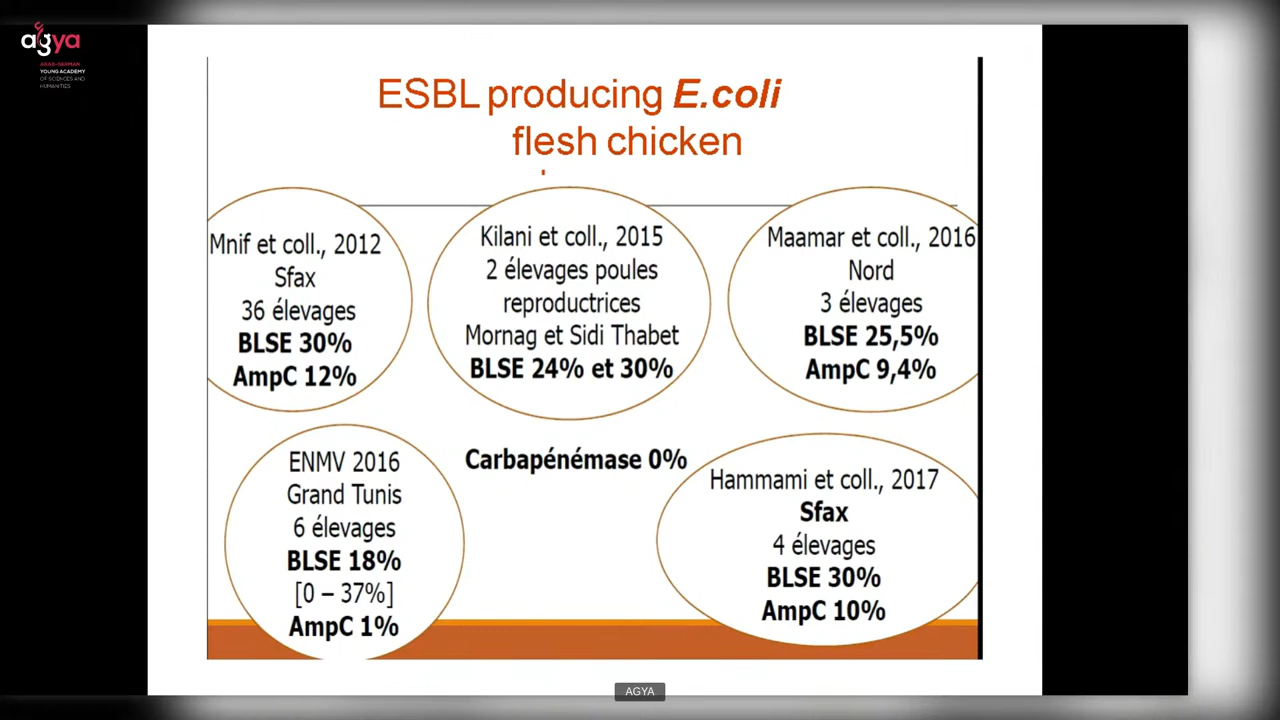 agya
ARAB-GERMAN
YOUNG ACADEMY
OF SCIENCES AND
HUMANITIES
ESBL producing E.coli
flesh chicken
Mnif et coll., 2012
Sfax
36 élevages
BLSE 30%
AmpC 12%
Kilani et coll., 2015
2 élevages poules
reproductrices
Mornag et Sidi Thabet
BLSE 24% et 30%
Maamar et coll., 2016
Nord
3 élevages
BLSE 25,5%
AmpC 9,4%
ENMV 2016
Grand Tunis
6 élevages
BLSE 18%
[0 – 37%]
AmpC 1%
Carbapénémase 0%
Hammami et coll., 2017
Sfax
4 élevages
BLSE 30%
AmpC 10%
AGYA